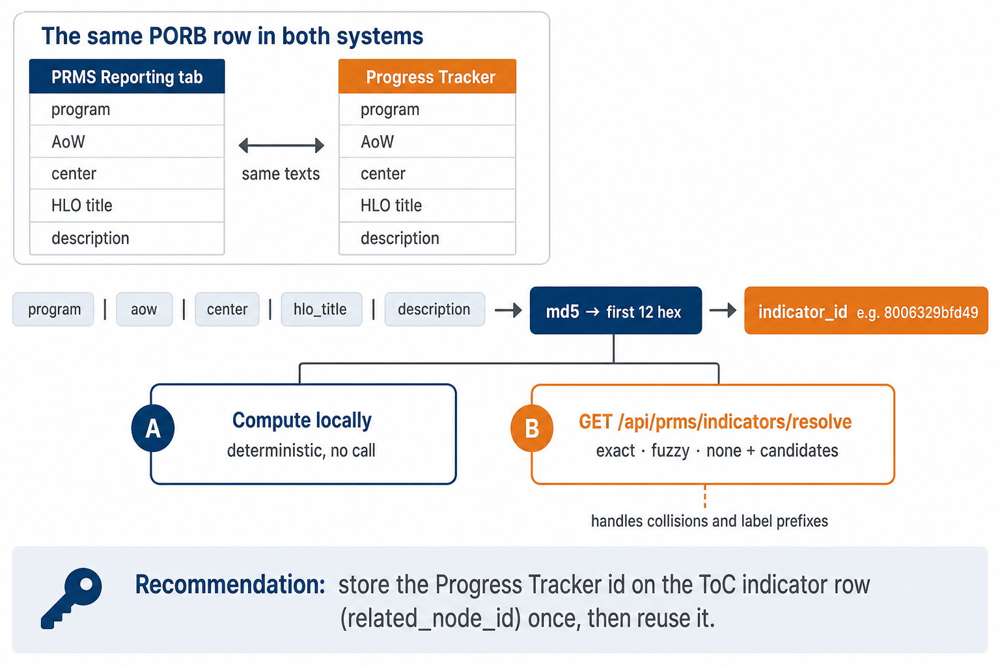 The same PORB row in both systems
PRMS Reporting tab
program
AoW
center
HLO title
description
same texts
Progress Tracker
program
AoW
center
HLO title
description
program | aow | center | hlo_title | description → md5 → first 12 hex → indicator_id e.g. 8006329bfd49
A
Compute locally
deterministic, no call
B
GET /api/prms/indicators/resolve
exact · fuzzy · none + candidates
handles collisions and label prefixes
Recommendation: store the Progress Tracker id on the ToC indicator row
(related_node_id) once, then reuse it.